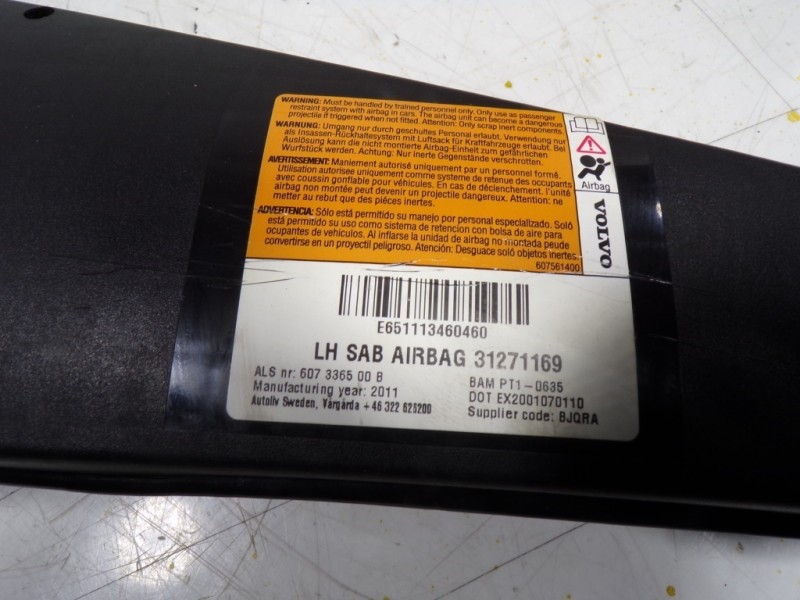 WARNING: Must be handled by trained personnel only. Only use as passenger
restraint system with airbag in cars. The airbag unit can become a dangerous
projectile if triggered when not fitted. Attention: Only scrap inert components.
WARNUNG: Umgang nur durch geschultes Personal erlaubt. Verwendung nur
als Insassen-Rückhaltesystem mit Luftsack für Kraftfahrzeuge erlaubt. Bei
Auslösung kann die nicht montierte Airbag-Einheit zum gefährlichen
Wurfstück werden. Achtung: Nur inerte Gegenstände verschrotten.
AVERTISSEMENT: Maniement autorisé uniquement par un personnel formé.
Utilisation autorisée uniquement comme systeme de retenue des occupants
avec coussin gonflable pour véhicules. En cas de déclenchement, l'unité
airbag non montée peut devenir un projectile dangereux. Attention: ne
metter au rebut que des piéces inertes.
ADVERTENCIA: Sólo está permitido su manejo por personal especializado. Soló
está permitido su uso como sistema de retencion con bolsa de aire para
ocupantes de vehículos. Al inflarse la unidad de airbag no montada peude
convertirse en un proyectil peligroso. Atención: Desguace soló objetos inertes.
607561400
Airbag
VOLVO
E651113460460
LH SAB AIRBAG 31271169
ALS nr: 607 3365 00 B
BAM PT1-0635
Manufacturing year: 2011
DOT EX2001070110
Autoliv Sweden, Vårgårda +46 322 626200
Supplier code: BJQRA